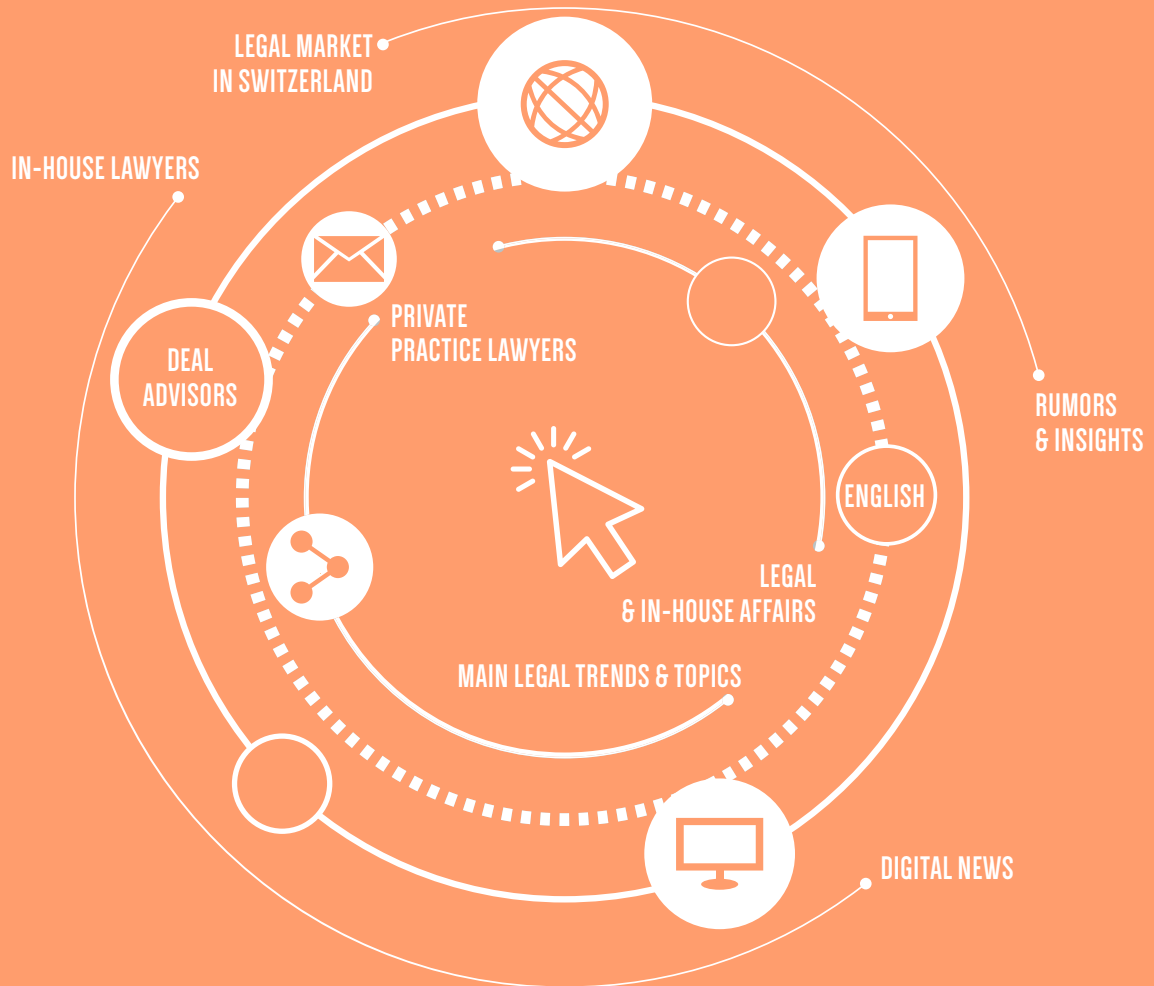 LEGAL MARKET
IN SWITZERLAND
IN-HOUSE LAWYERS
PRIVATE
PRACTICE LAWYERS
DEAL
ADVISORS
RUMORS
& INSIGHTS
ENGLISH
LEGAL
& IN-HOUSE AFFAIRS
MAIN LEGAL TRENDS & TOPICS
DIGITAL NEWS